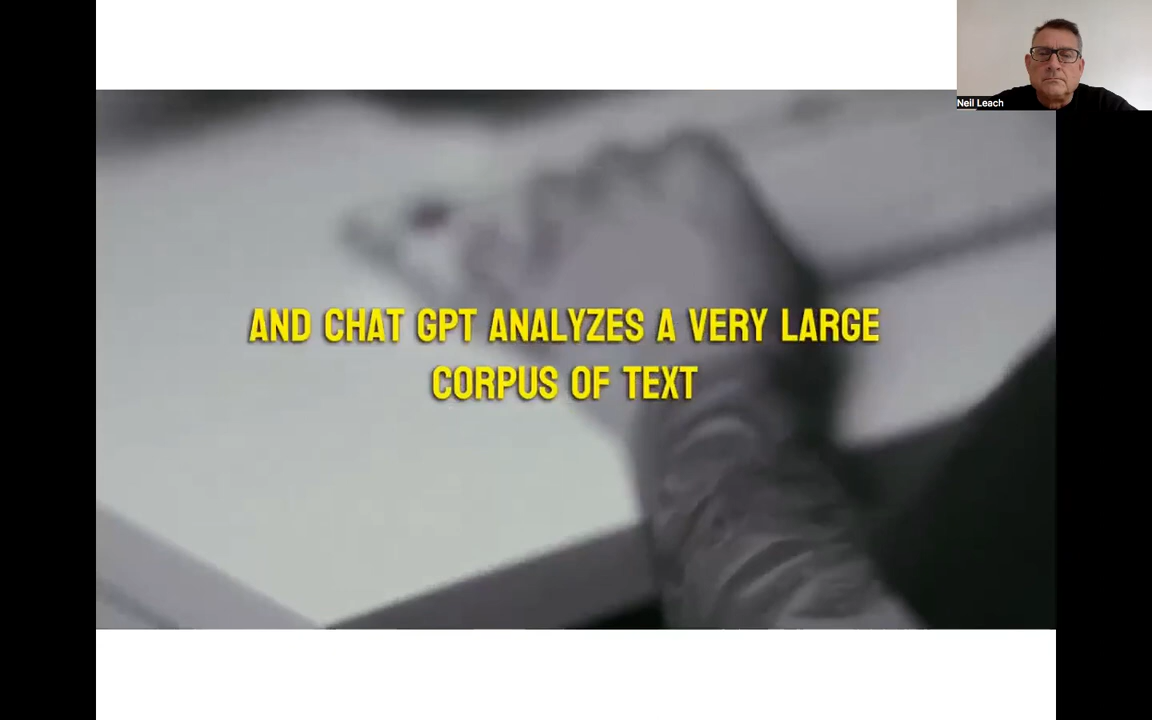 Neil Leach
AND CHAT GPT ANALYZES A VERY LARGE
CORPUS OF TEXT